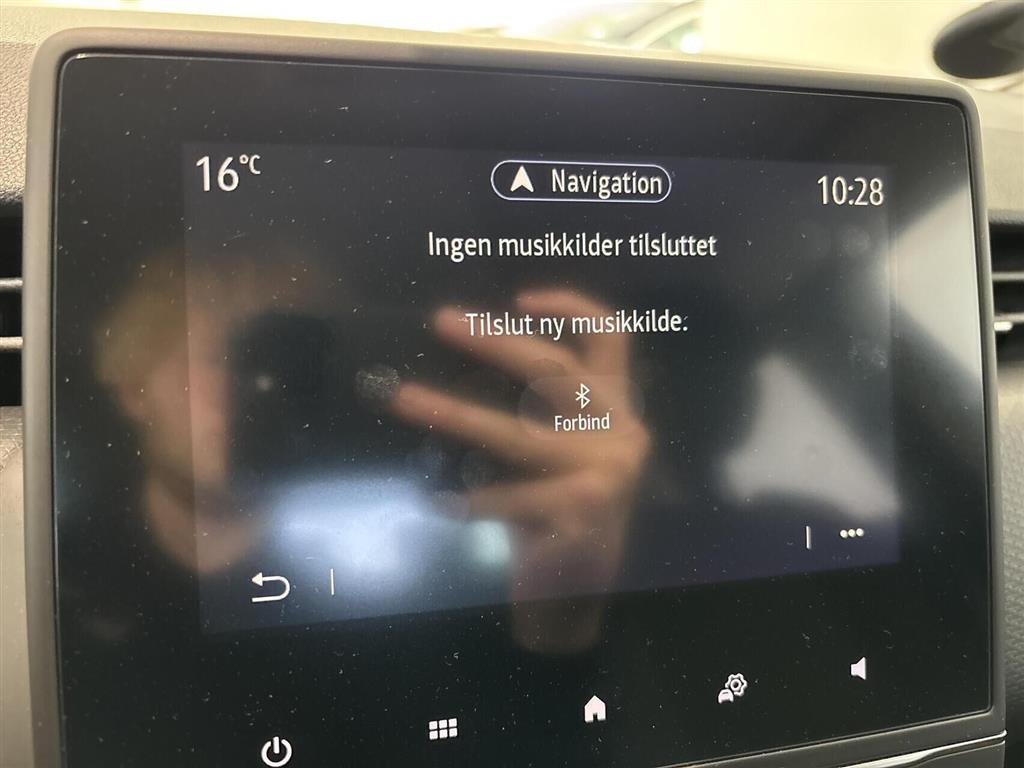 16°C
Navigation
10:28
Ingen musikkilder tilsluttet
Tilslut ny musikkilde:
Forbind